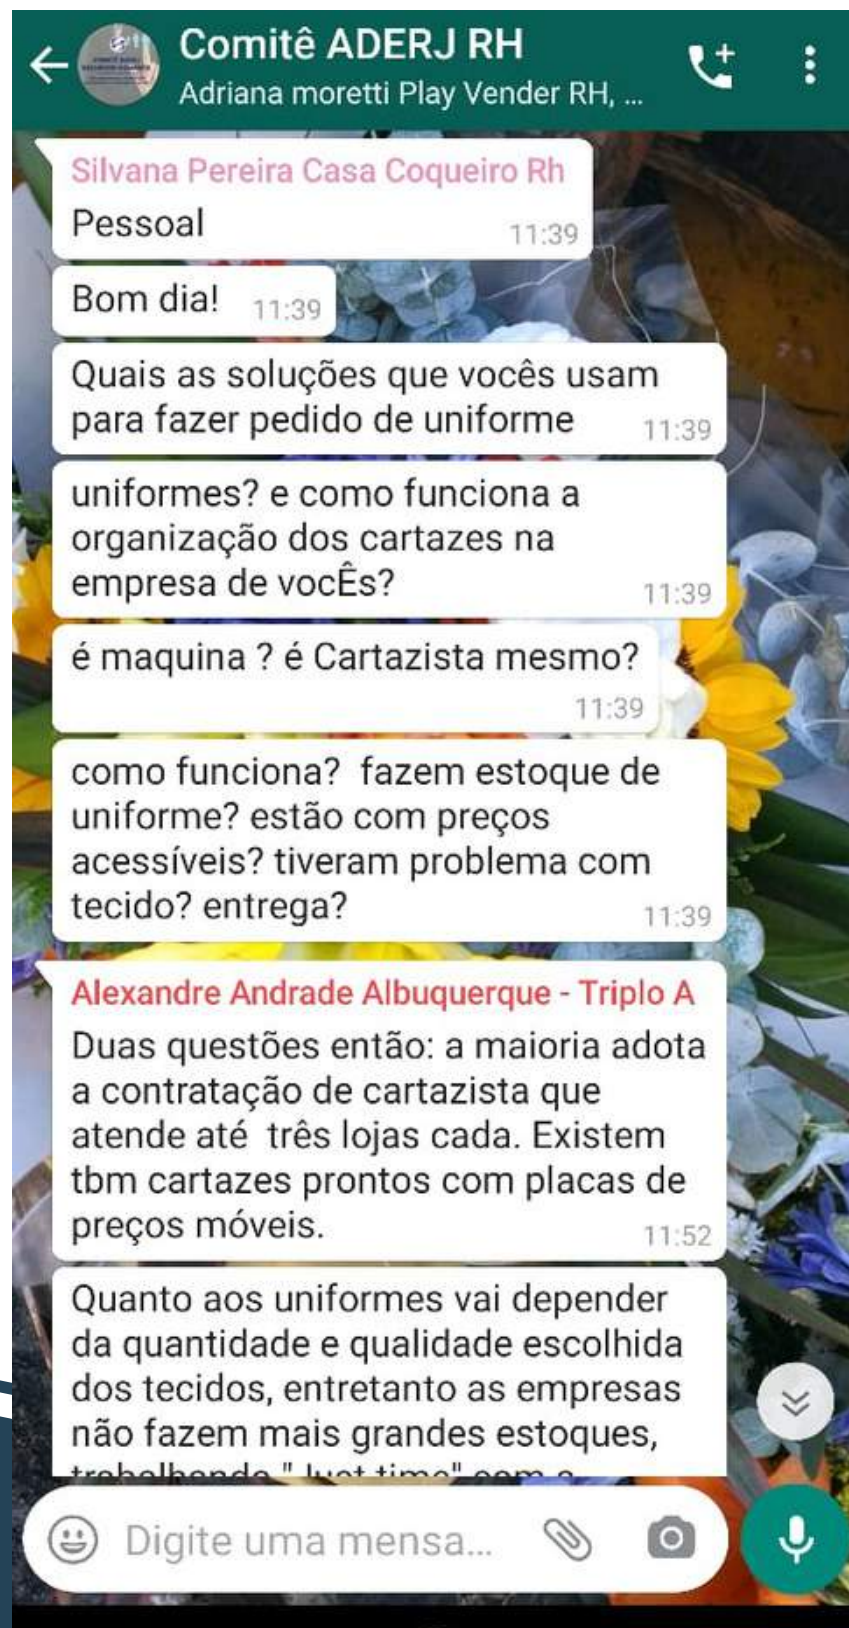 Comitê ADERJ RH
Adriana moretti Play Vender RH, ...
Silvana Pereira Casa Coqueiro Rh
Pessoal
11:39
Bom dia!
11:39
Quais as soluções que vocês usam
para fazer pedido de uniforme
11:39
uniformes? e como funciona a
organização dos cartazes na
empresa de vocÊs?
11:39
é maquina ? é Cartazista mesmo?
11:39
como funciona?  fazem estoque de
uniforme? estão com preços
acessíveis? tiveram problema com
tecido? entrega?
11:39
Alexandre Andrade Albuquerque - Triplo A
Duas questões então: a maioria adota
a contratação de cartazista que
atende até  três lojas cada. Existem
tbm cartazes prontos com placas de
preços móveis.
11:52
Quanto aos uniformes vai depender
da quantidade e qualidade escolhida
dos tecidos, entretanto as empresas
não fazem mais grandes estoques,
trabalhando "Just time" com a
Digite uma mensa...